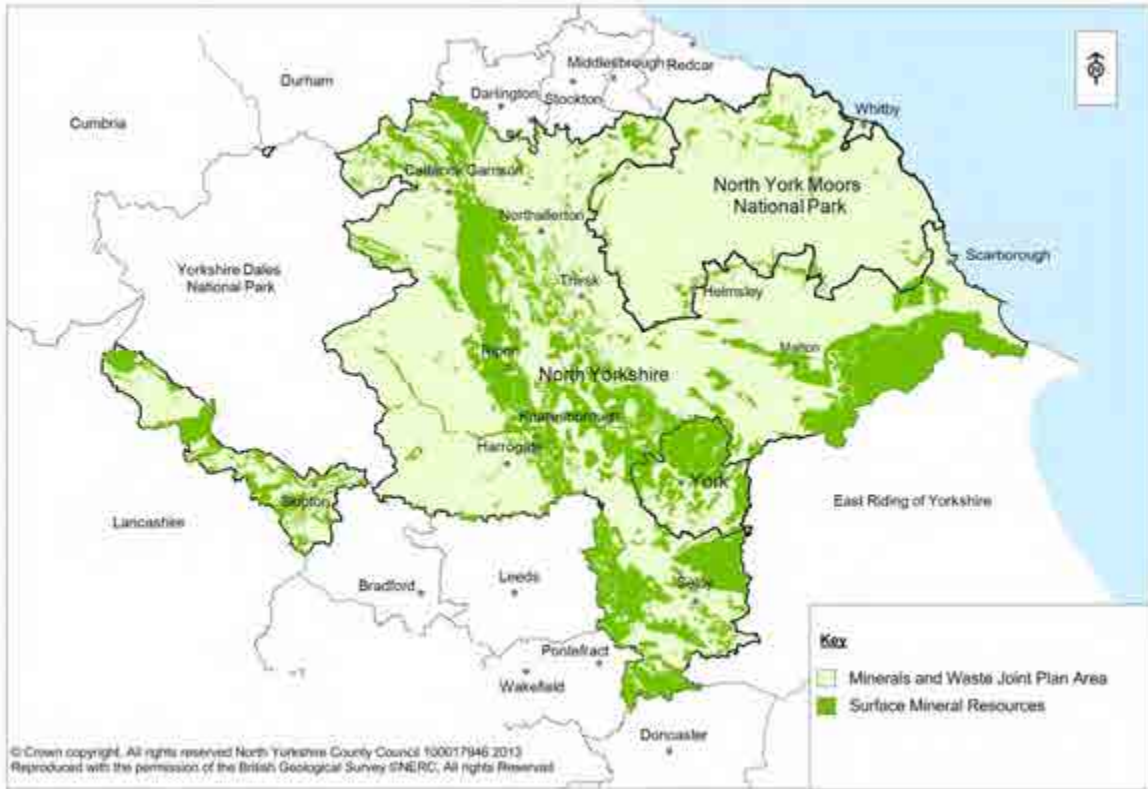 Durham
Middlesbrough
Redcar
Darlington
Stockton
Cumbria
Whitby
Catterick Garrison
North York Moors
National Park
Northallerton
Scarborough
Yorkshire Dales
National Park
Thirsk
Helmsley
Malton
Ripon
North Yorkshire
Knaresborough
Harrogate
York
East Riding of Yorkshire
Skipton
Lancashire
Bradford
Leeds
Selby
Pontefract
Wakefield
Doncaster
Key
Minerals and Waste Joint Plan Area
Surface Mineral Resources
© Crown copyright. All rights reserved North Yorkshire County Council 100017946 2013
Reproduced with the permission of the British Geological Survey ©NERC. All rights Reserved